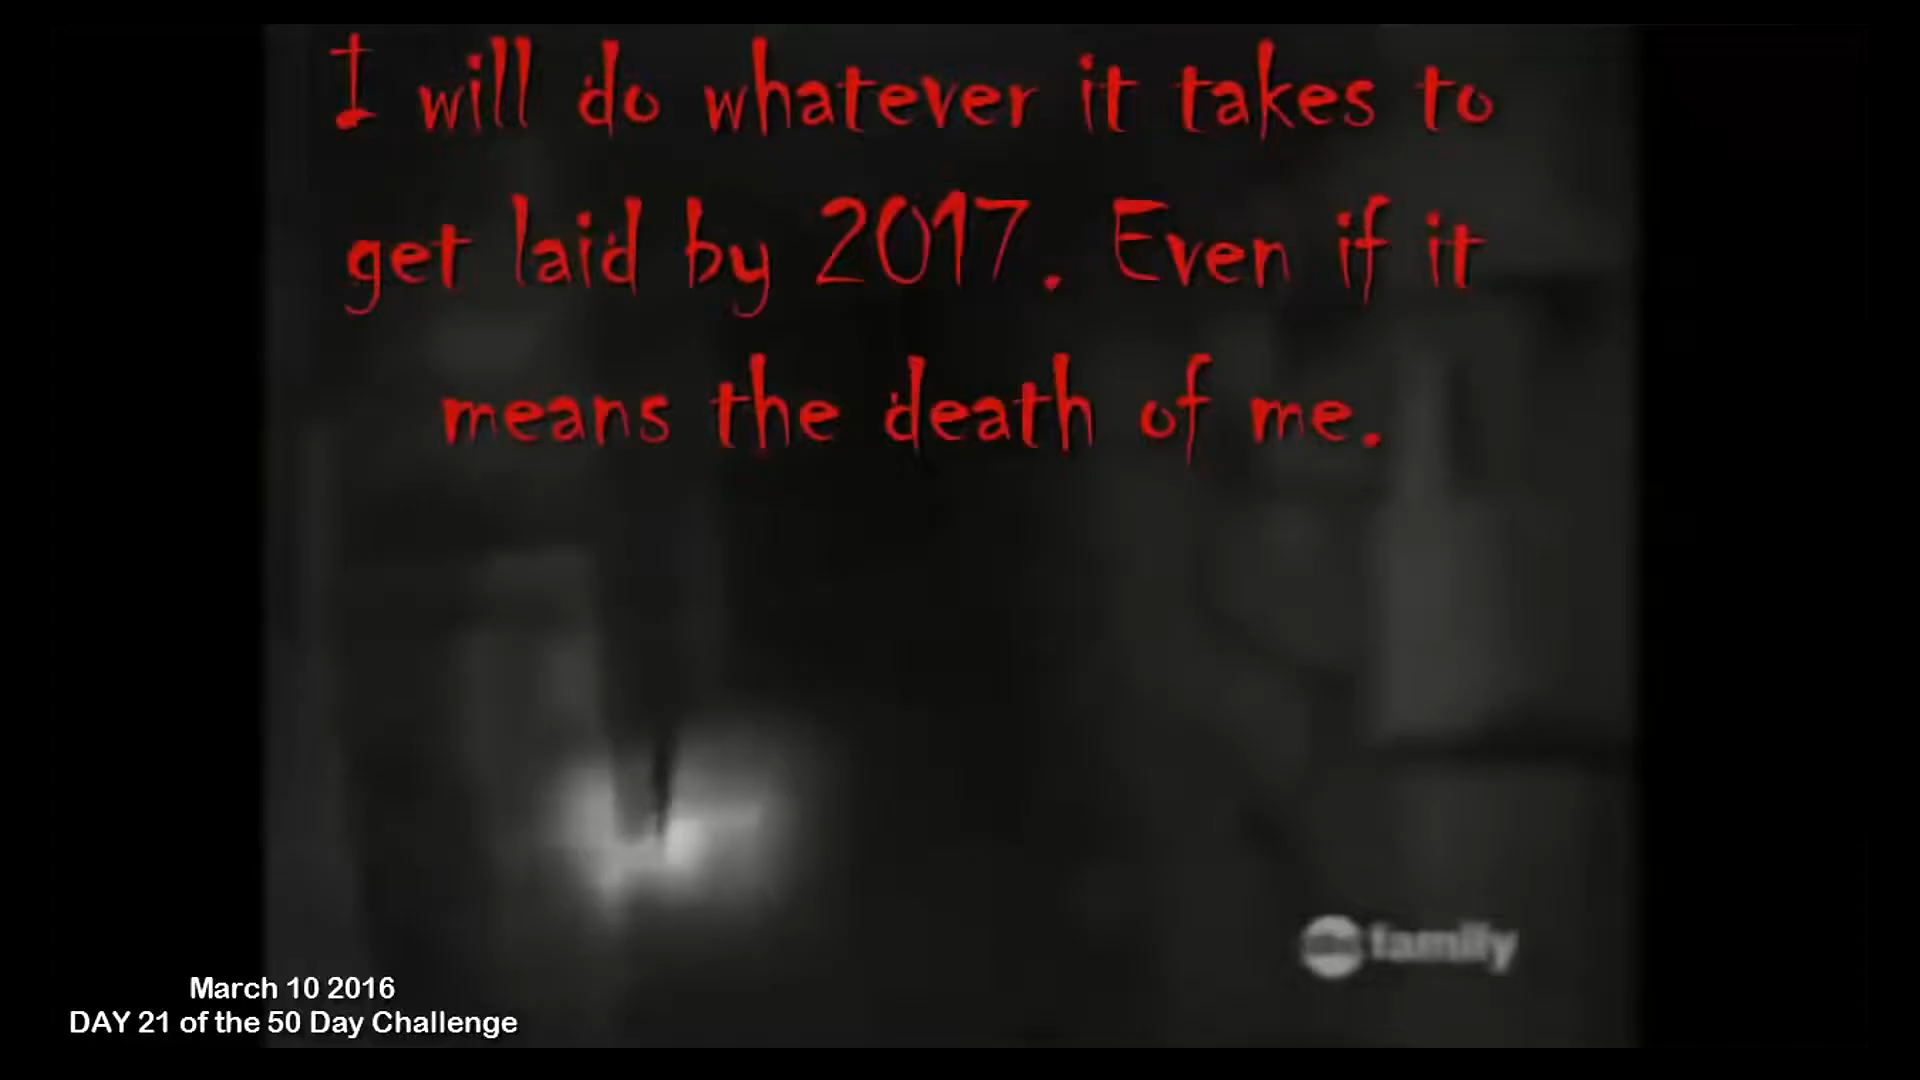 I will do whatever it takes to
get laid by 2017. Even if it
means the death of me.
abc family
March 10 2016
DAY 21 of the 50 Day Challenge